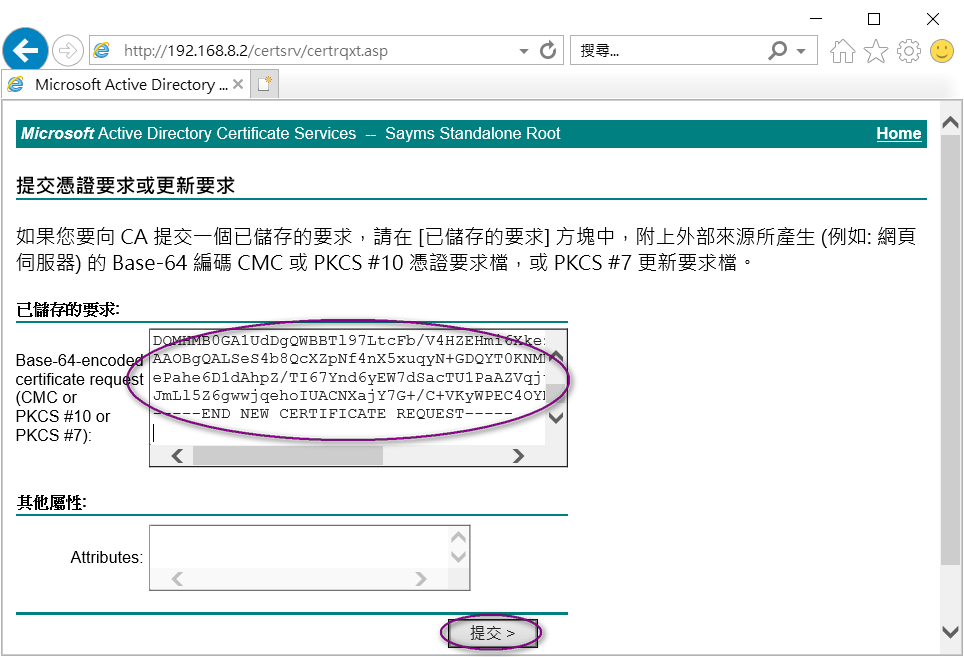 http://192.168.8.2/certsrv/certrqxt.asp
搜尋...
Microsoft Active Directory ...
Microsoft Active Directory Certificate Services -- Sayms Standalone Root
Home
提交憑證要求或更新要求
如果您要向 CA 提交一個已儲存的要求，請在 [已儲存的要求] 方塊中，附上外部來源所產生 (例如: 網頁
伺服器) 的 Base-64 編碼 CMC 或 PKCS #10 憑證要求檔，或 PKCS #7 更新要求檔。
已儲存的要求:
Base-64-encoded
certificate request
(CMC or
PKCS #10 or
PKCS #7):
DQMHMB0GA1UdDgQWBBTl97LtcFb/V4HZEHmi6Xke
AAOBgQALSeS4b8QcXZpNf4nX5xuqyN+GDQYT0KNM
ePahe6D1dAhpZ/TI67Ynd6yEW7dSacTU1PaAZVqj
JmLl5Z6gwwjqehoIUACNXajY7G+/C+VKyWPEC4OY
-----END NEW CERTIFICATE REQUEST-----
其他屬性:
Attributes:
提交 >